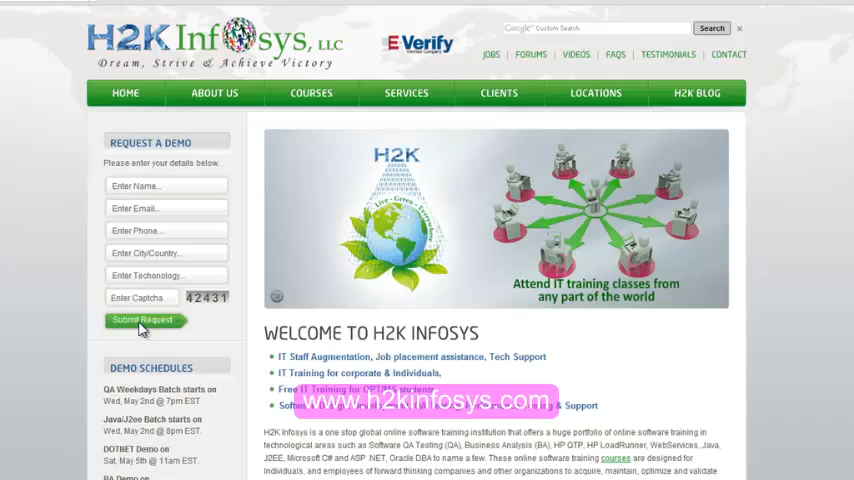 H2K Infosys, LLC
Dream, Strive & Achieve Victory
E-Verify
Google Custom Search
Search
×
JOBS | FORUMS | VIDEOS | FAQS | TESTIMONIALS | CONTACT
HOME ABOUT US COURSES SERVICES CLIENTS LOCATIONS H2K BLOG
REQUEST A DEMO
Please enter your details below.
Enter Name...
Enter Email...
Enter Phone...
Enter City/Country...
Enter Techonology...
Enter Captcha 42431
Submit Request
DEMO SCHEDULES
QA Weekdays Batch starts on
Wed, May 2nd @ 7pm EST
Java/J2ee Batch starts on
Wed, May 2nd @ 8pm EST.
DOTNET Demo on
Sat, May 5th @ 11am EST.
BA Demo on
H2K
Live - Green - Everywhere
Attend IT training classes from
any part of the world
WELCOME TO H2K INFOSYS
IT Staff Augmentation, Job placement assistance, Tech Support
IT Training for corporate & Individuals,
Free IT Training for OPT/MS students
& Support
www.h2kinfosys.com
H2K Infosys is a one stop global online software training institution that offers a huge portfolio of online software training in
technological areas such as Software QA Testing (QA), Business Analysis (BA), HP QTP, HP LoadRunner, WebServices, Java,
J2EE, Microsoft C# and ASP .NET, Oracle DBA to name a few. These online software training courses are designed for
Individuals, and employees of forward thinking companies and other organizations to acquire, maintain, optimize and validate